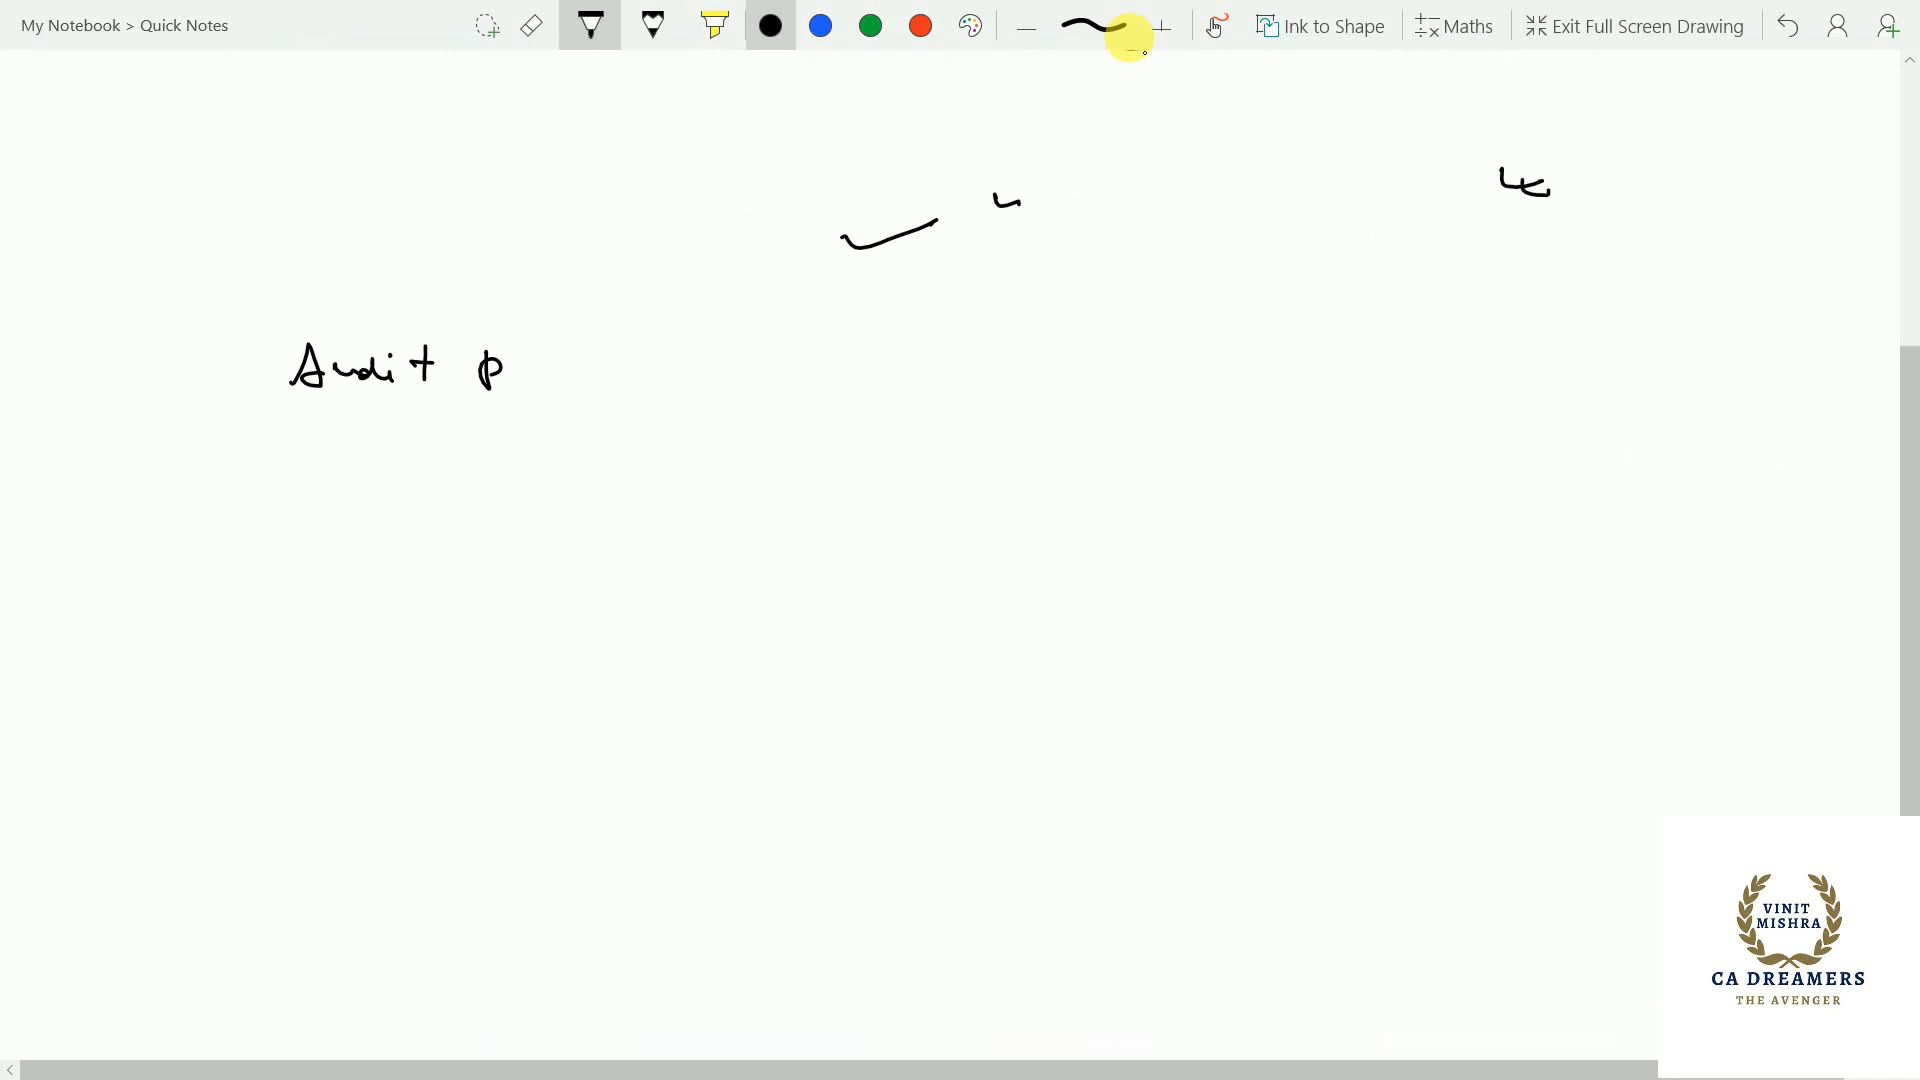 My Notebook > Quick Notes
Ink to Shape
Maths
Exit Full Screen Drawing
Audit p
VINIT
MISHRA
CA DREAMERS
THE AVENGER